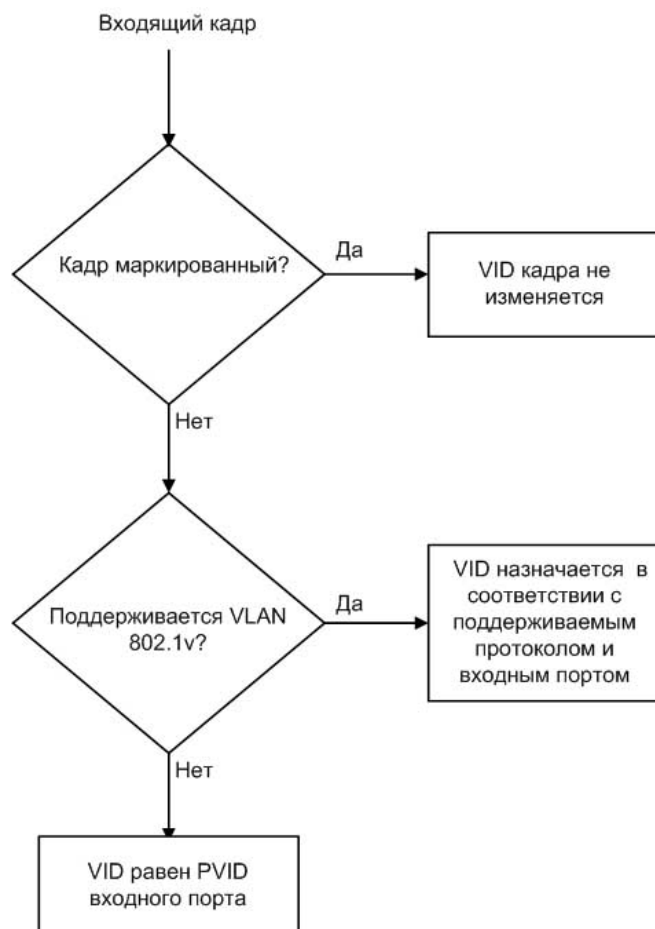 Входящий кадр
Кадр маркированный?
Да
VID кадра не
изменяется
Нет
Поддерживается VLAN
802.1v?
Да
VID назначается в
соответствии с
поддерживаемым
протоколом и
входным портом
Нет
VID равен PVID
входного порта